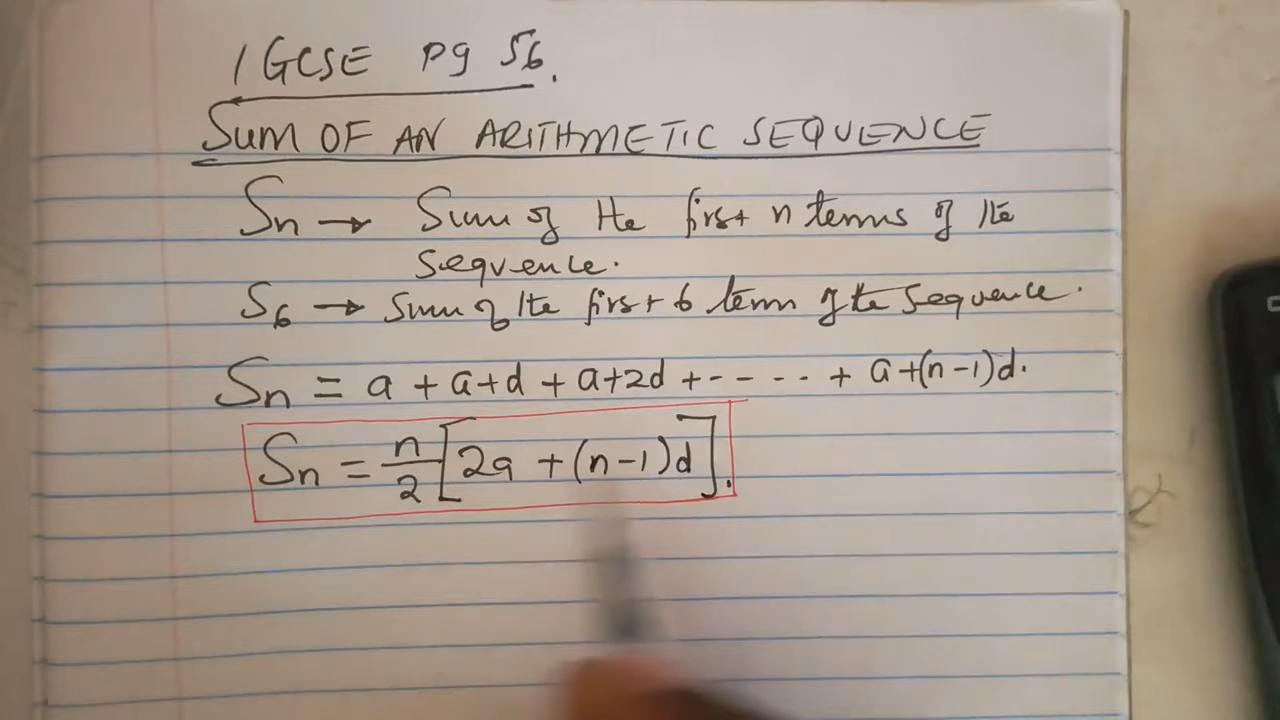 IGCSE pg 56.
SUM OF AN ARITHMETIC SEQUENCE
Sn → Sum of the first n terms of the
sequence.
S6 → Sum of the first 6 term of the sequence.
Sn = a + a+d + a+2d +----- + a+(n-1)d.
Sn = n/2 [2a + (n-1)d].